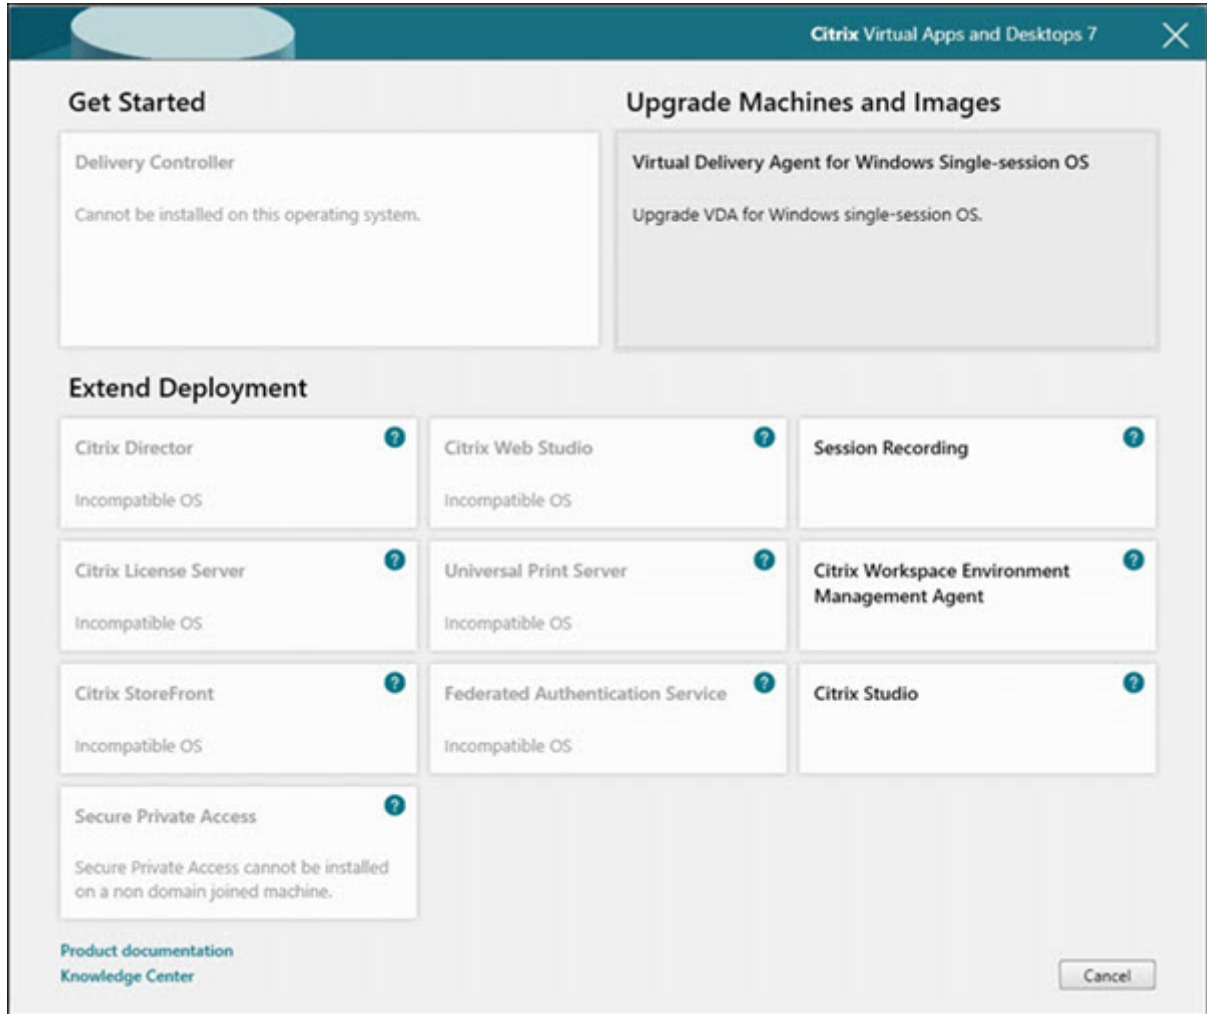 Citrix Virtual Apps and Desktops 7
Get Started
Delivery Controller
Cannot be installed on this operating system.
Upgrade Machines and Images
Virtual Delivery Agent for Windows Single-session OS
Upgrade VDA for Windows single-session OS.
Extend Deployment
Citrix Director
Incompatible OS
Citrix Web Studio
Incompatible OS
Session Recording
Citrix License Server
Incompatible OS
Universal Print Server
Incompatible OS
Citrix Workspace Environment
Management Agent
Citrix StoreFront
Incompatible OS
Federated Authentication Service
Incompatible OS
Citrix Studio
Secure Private Access
Secure Private Access cannot be installed
on a non domain joined machine.
Product documentation
Knowledge Center
Cancel